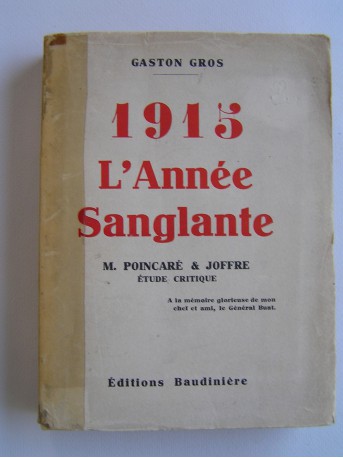 GASTON GROS
1915
L'Année
Sanglante
M. POINCARÉ & JOFFRE
ÉTUDE CRITIQUE
A la mémoire glorieuse de mon
chef et ami, le Général Buat.
Éditions Baudinière